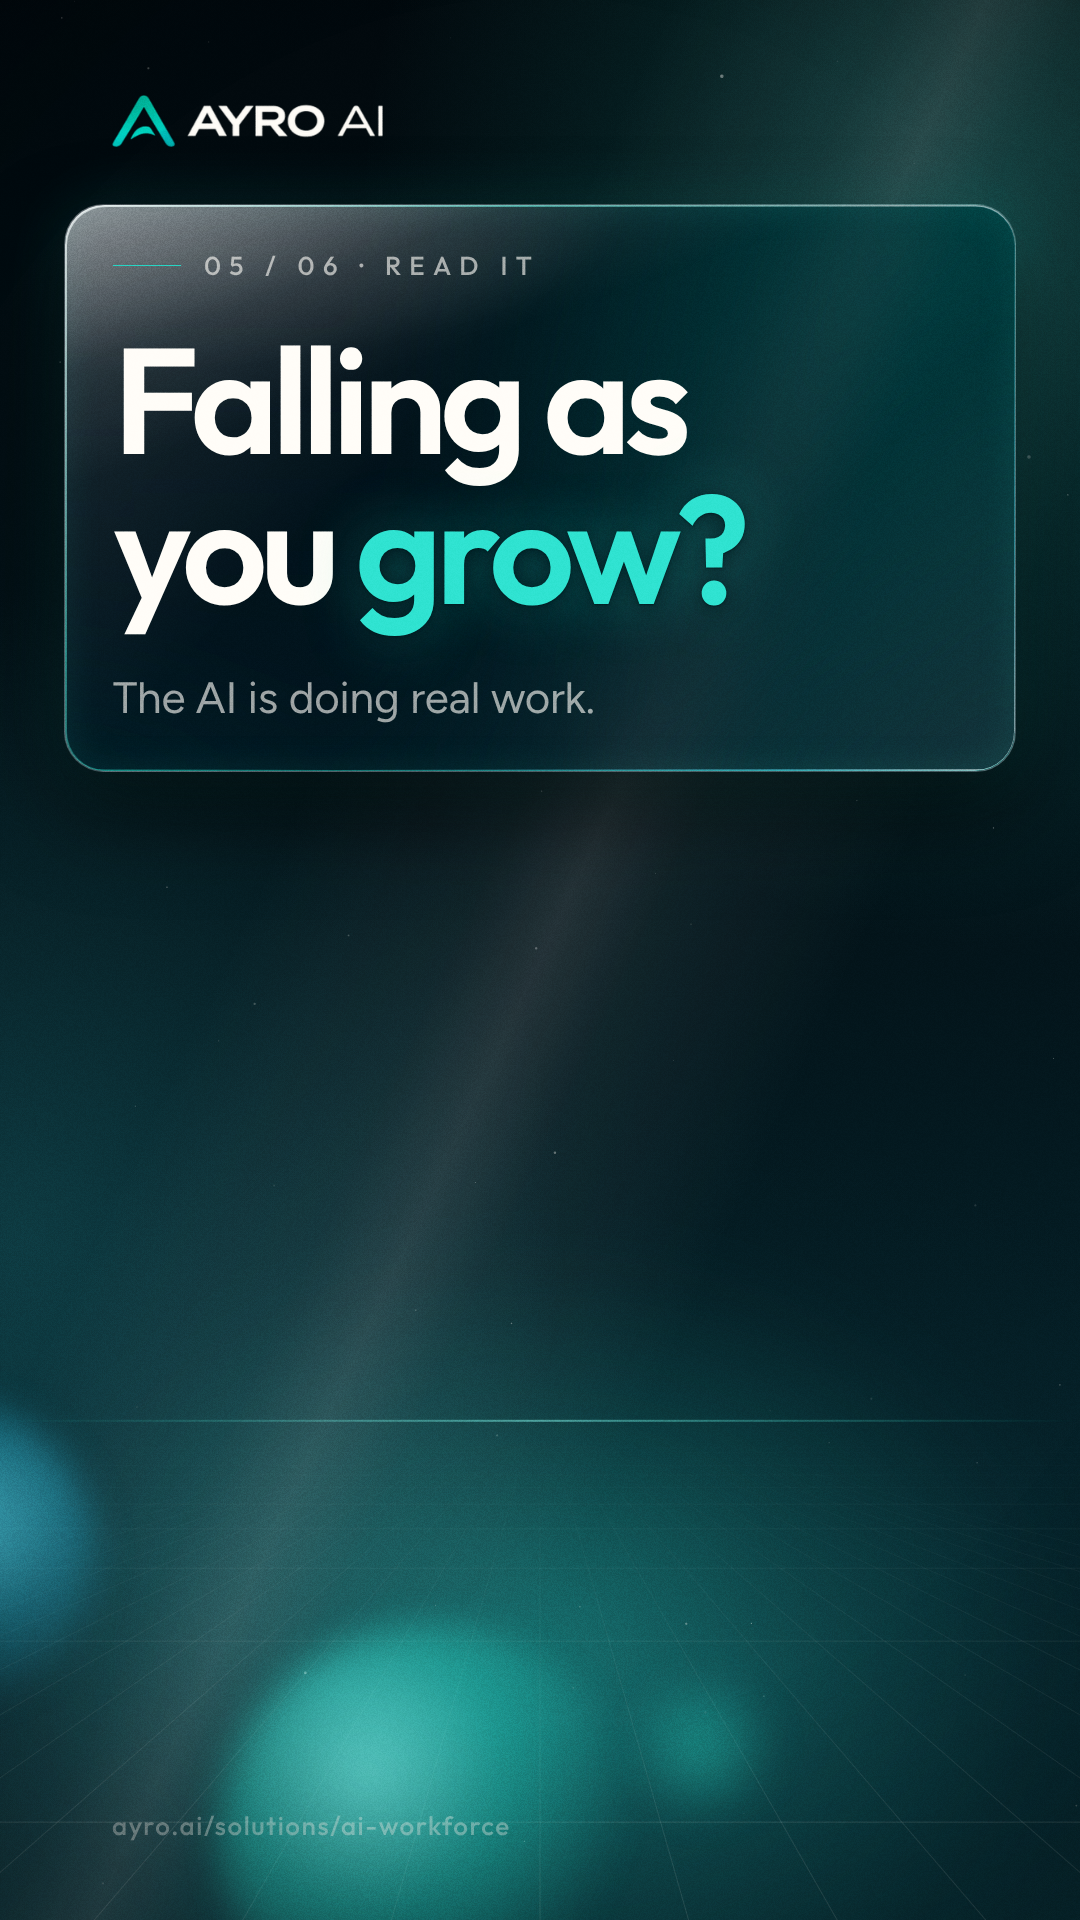 AYRO AI
05 / 06 · READ IT
Falling as
you grow?
The AI is doing real work.
ayro.ai/solutions/ai-workforce